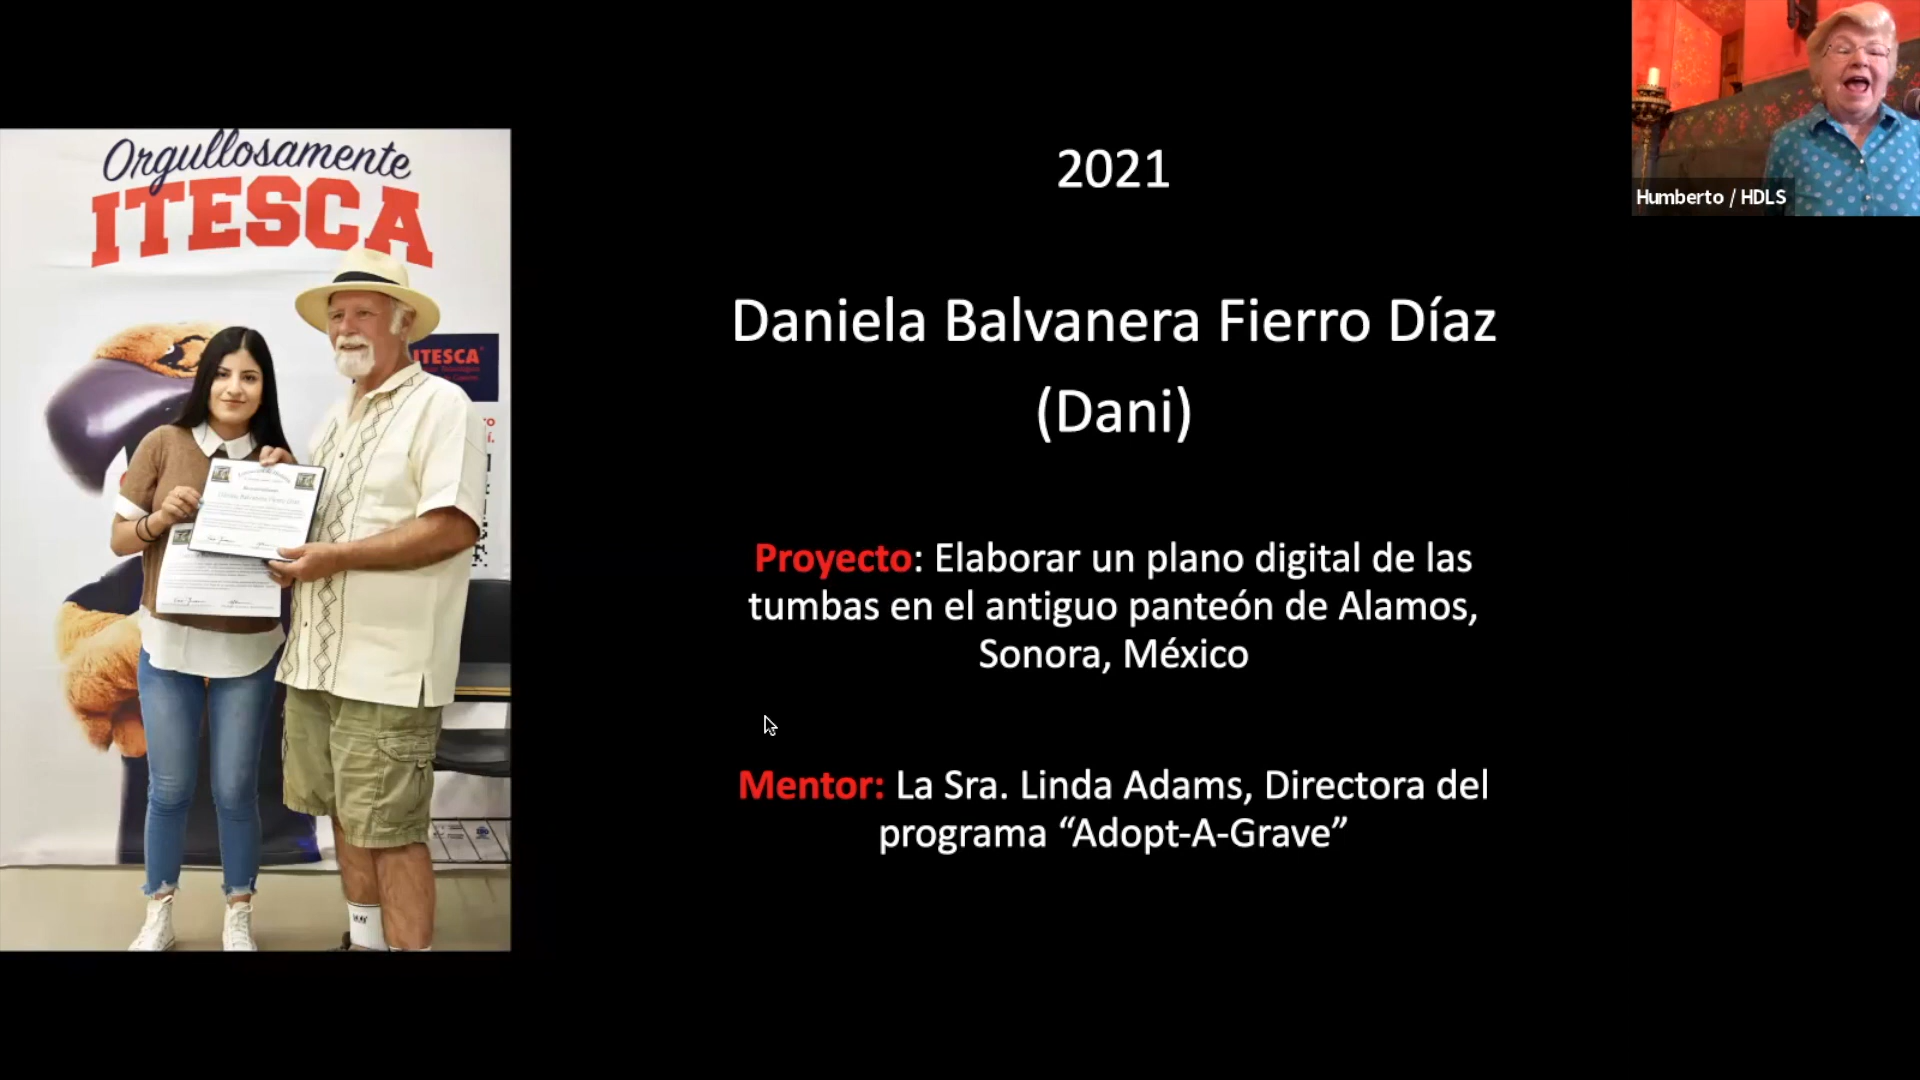 Orgullosamente
ITESCA
ITESCA
2021
Daniela Balvanera Fierro Díaz
(Dani)
Proyecto: Elaborar un plano digital de las
tumbas en el antiguo panteón de Alamos,
Sonora, México
Mentor: La Sra. Linda Adams, Directora del
programa “Adopt-A-Grave”
Humberto / HDLS